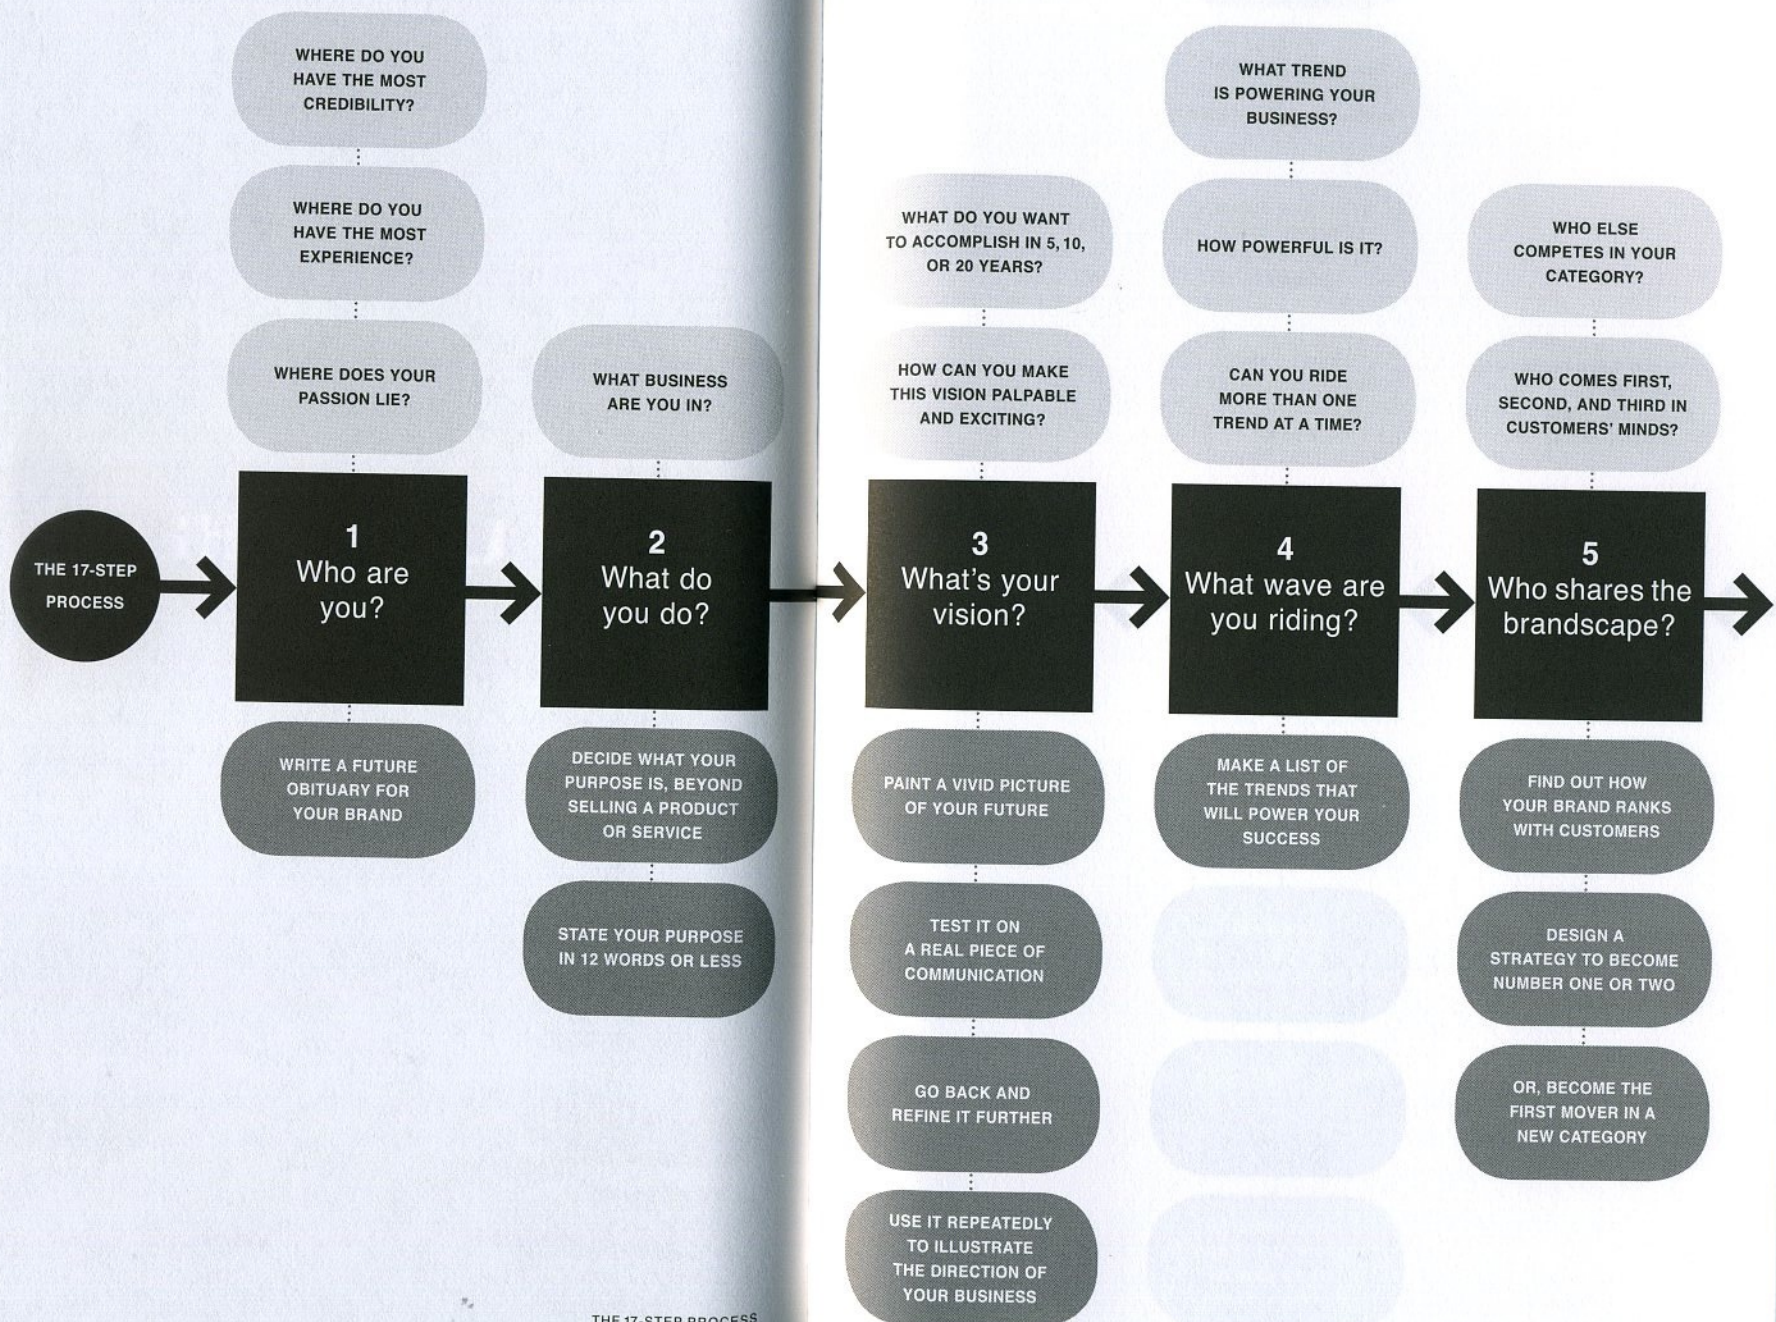 THE 17-STEP
PROCESS
WHERE DO YOU
HAVE THE MOST
CREDIBILITY?
WHERE DO YOU
HAVE THE MOST
EXPERIENCE?
WHERE DOES YOUR
PASSION LIE?
1
Who are
you?
WRITE A FUTURE
OBITUARY FOR
YOUR BRAND
WHAT BUSINESS
ARE YOU IN?
2
What do
you do?
DECIDE WHAT YOUR
PURPOSE IS, BEYOND
SELLING A PRODUCT
OR SERVICE
STATE YOUR PURPOSE
IN 12 WORDS OR LESS
THE 17-STEP PROCESS
WHAT DO YOU WANT
TO ACCOMPLISH IN 5, 10,
OR 20 YEARS?
HOW CAN YOU MAKE
THIS VISION PALPABLE
AND EXCITING?
3
What's your
vision?
PAINT A VIVID PICTURE
OF YOUR FUTURE
TEST IT ON
A REAL PIECE OF
COMMUNICATION
GO BACK AND
REFINE IT FURTHER
USE IT REPEATEDLY
TO ILLUSTRATE
THE DIRECTION OF
YOUR BUSINESS
WHAT TREND
IS POWERING YOUR
BUSINESS?
HOW POWERFUL IS IT?
CAN YOU RIDE
MORE THAN ONE
TREND AT A TIME?
4
What wave are
you riding?
MAKE A LIST OF
THE TRENDS THAT
WILL POWER YOUR
SUCCESS
WHO ELSE
COMPETES IN YOUR
CATEGORY?
WHO COMES FIRST,
SECOND, AND THIRD IN
CUSTOMERS' MINDS?
5
Who shares the
brandscape?
FIND OUT HOW
YOUR BRAND RANKS
WITH CUSTOMERS
DESIGN A
STRATEGY TO BECOME
NUMBER ONE OR TWO
OR, BECOME THE
FIRST MOVER IN A
NEW CATEGORY